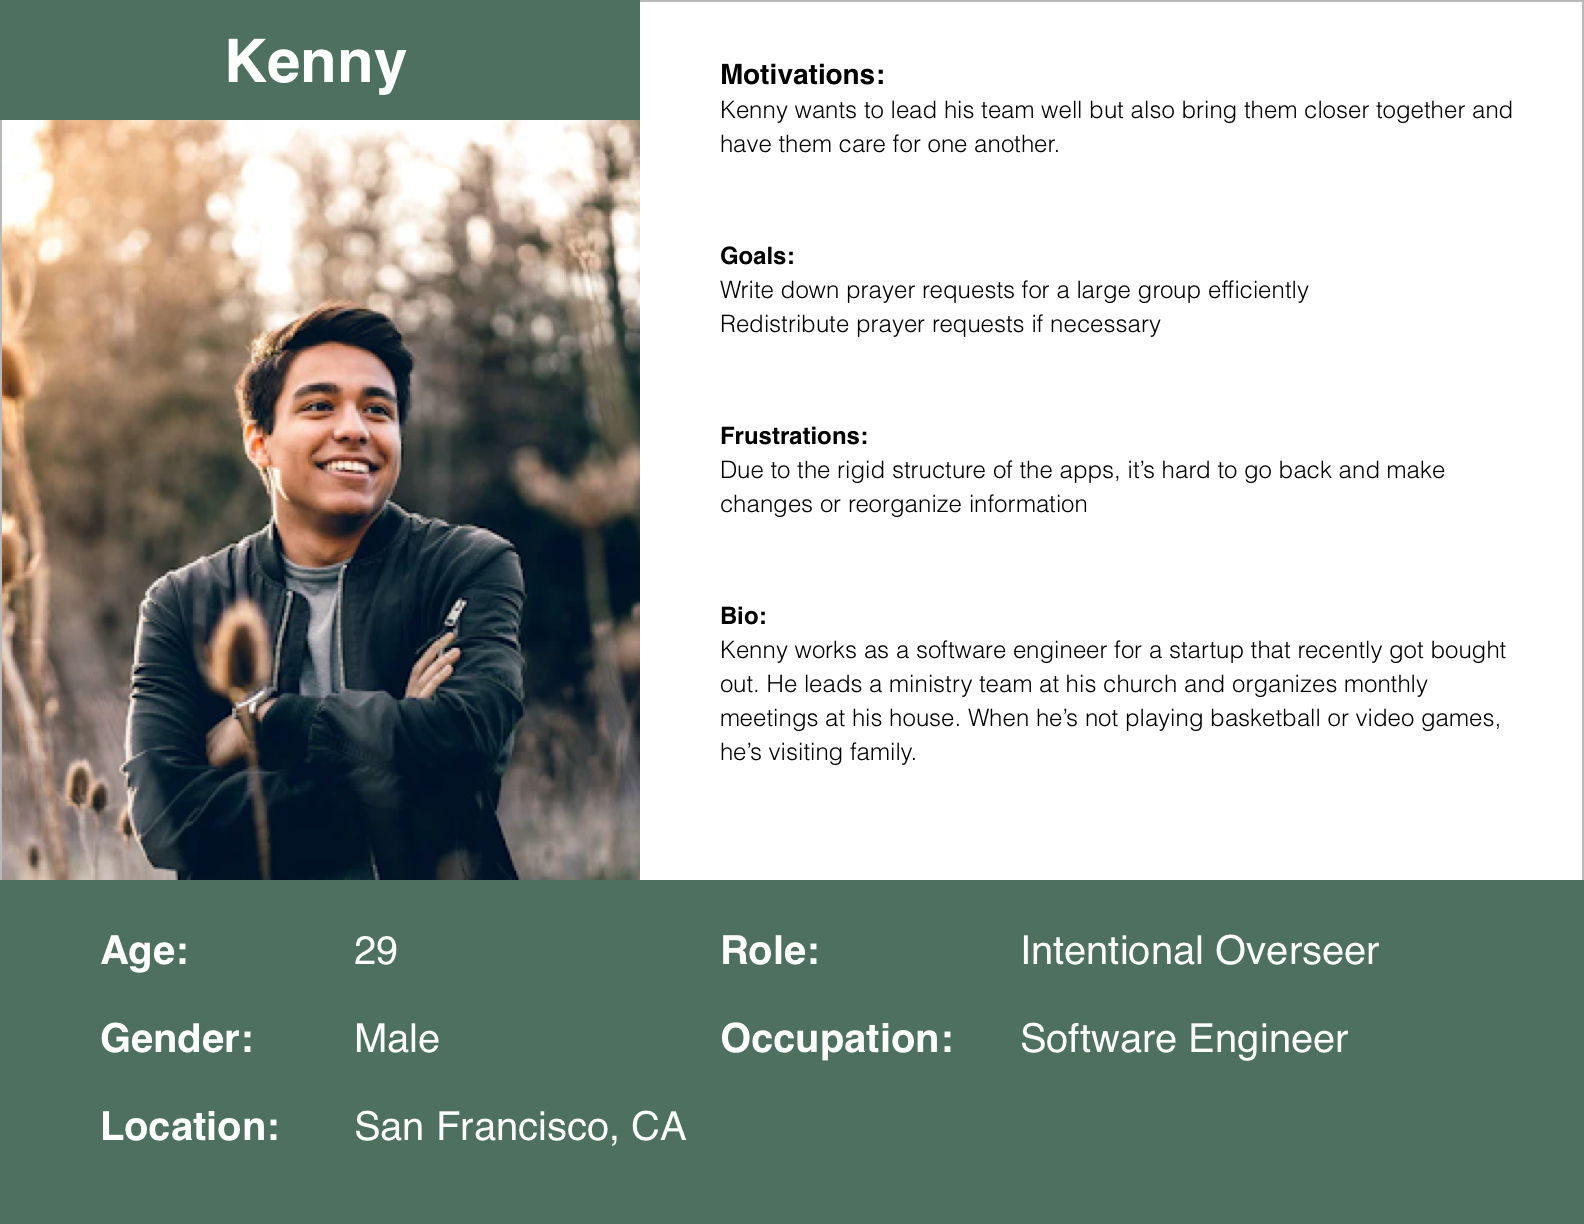 Kenny
Motivations:
Kenny wants to lead his team well but also bring them closer together and
have them care for one another.
Goals:
Write down prayer requests for a large group efficiently
Redistribute prayer requests if necessary
Frustrations:
Due to the rigid structure of the apps, it’s hard to go back and make
changes or reorganize information
Bio:
Kenny works as a software engineer for a startup that recently got bought
out. He leads a ministry team at his church and organizes monthly
meetings at his house. When he’s not playing basketball or video games,
he’s visiting family.
Age: 29
Role: Intentional Overseer
Gender: Male
Occupation: Software Engineer
Location: San Francisco, CA